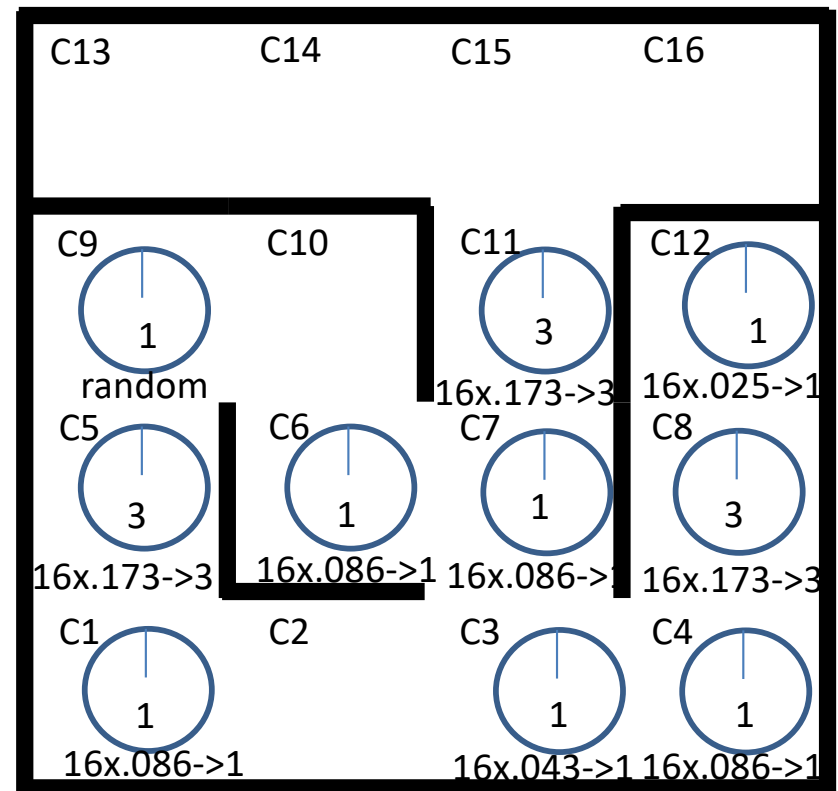 C13 C14 C15 C16
C9 C10 C11 C12
1 3 1
random 16x.173->3 16x.025->1
C5 C6 C7 C8
3 1 1 3
16x.173->3 16x.086->1 16x.086-> 16x.173->3
C1 C2 C3 C4
1 1 1
16x.086->1 16x.043->1 16x.086->1